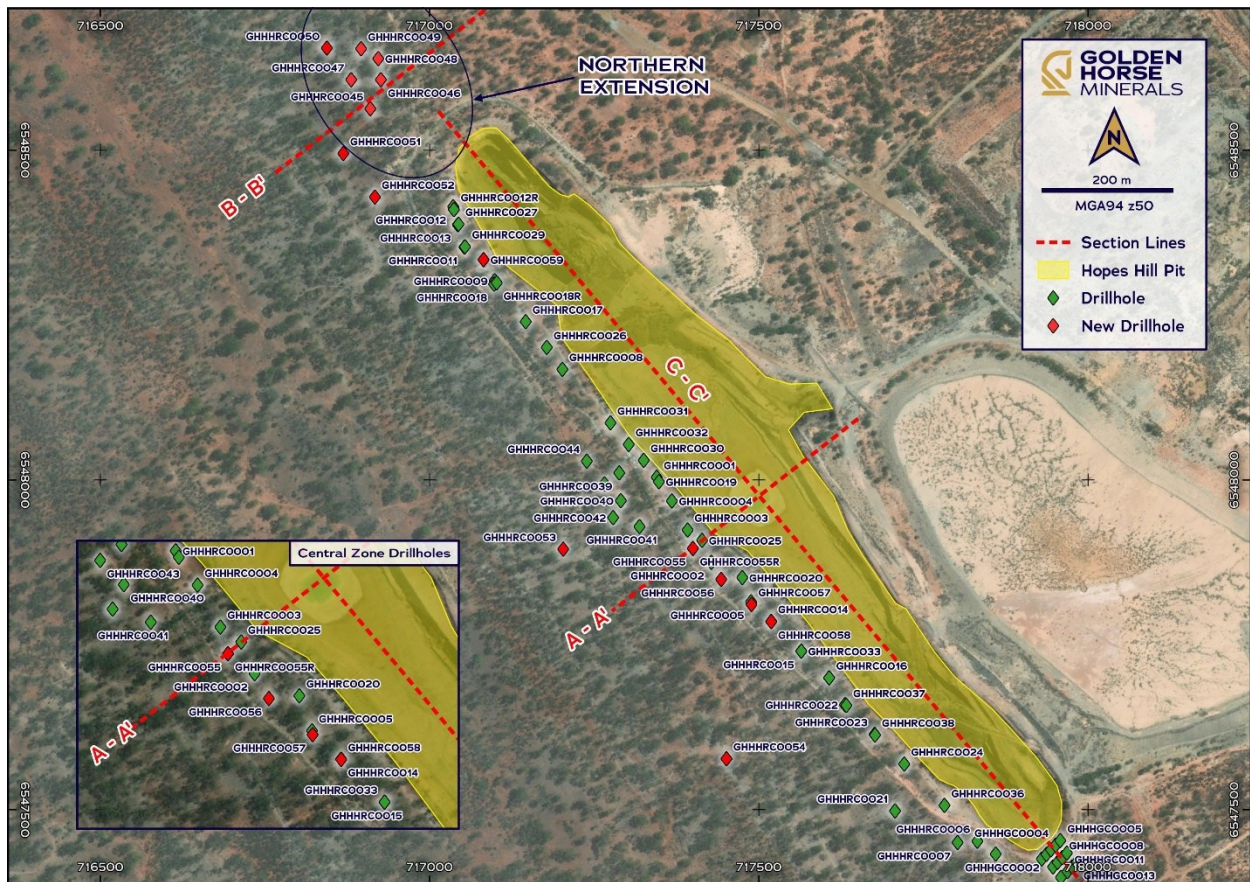 716500
717000
717500
718000
GHHHRC0050
GHHHRC0049
GHHHRC0048
GHHHRC0047
GHHHRC0046
GHHHRC0045
NORTHERN
EXTENSION
GOLDEN
HORSE
MINERALS
N
200 m
MGA94 z50
Section Lines
Hopes Hill Pit
Drillhole
New Drillhole
6548500
6548500
GHHHRC0051
B - B'
GHHHRC0052
GHHHRC0012R
GHHHRC0027
GHHHRC0012
GHHHRC0013
GHHHRC0029
GHHHRC0011
GHHHRC0059
GHHHRC0009
GHHHRC0018
GHHHRC0018R
GHHHRC0017
GHHHRC0026
GHHHRC0008
C - C'
GHHHRC0031
GHHHRC0032
GHHHRC0044
GHHHRC0030
GHHHRC0001
6548000
6548000
GHHHRC0039
GHHHRC0019
GHHHRC0040
GHHHRC0004
GHHHRC0042
GHHHRC0003
GHHHRC0053
GHHHRC0041
GHHHRC0025
GHHHRC0055
GHHHRC0055R
GHHHRC0002
GHHHRC0020
GHHHRC0056
GHHHRC0057
GHHHRC0005
GHHHRC0014
A - A'
GHHHRC0058
GHHHRC0033
GHHHRC0015
GHHHRC0016
GHHHRC0037
GHHHRC0022
GHHHRC0023
GHHHRC0038
GHHHRC0054
GHHHRC0024
GHHHRC0021
GHHHRC0036
6547500
6547500
GHHHRC0006
GHHHGC0004
GHHHGC0005
GHHHRC0007
GHHHGC0008
GHHHGC0002
GHHHGC0011
GHHHGC0013
Central Zone Drillholes
GHHHRC0001
GHHHRC0043
GHHHRC0004
GHHHRC0040
GHHHRC0003
GHHHRC0041
GHHHRC0025
GHHHRC0055
GHHHRC0055R
GHHHRC0002
GHHHRC0020
GHHHRC0056
GHHHRC0005
A - A'
GHHHRC0057
GHHHRC0058
GHHHRC0014
GHHHRC0033
GHHHRC0015
716500
717000
717500
718000